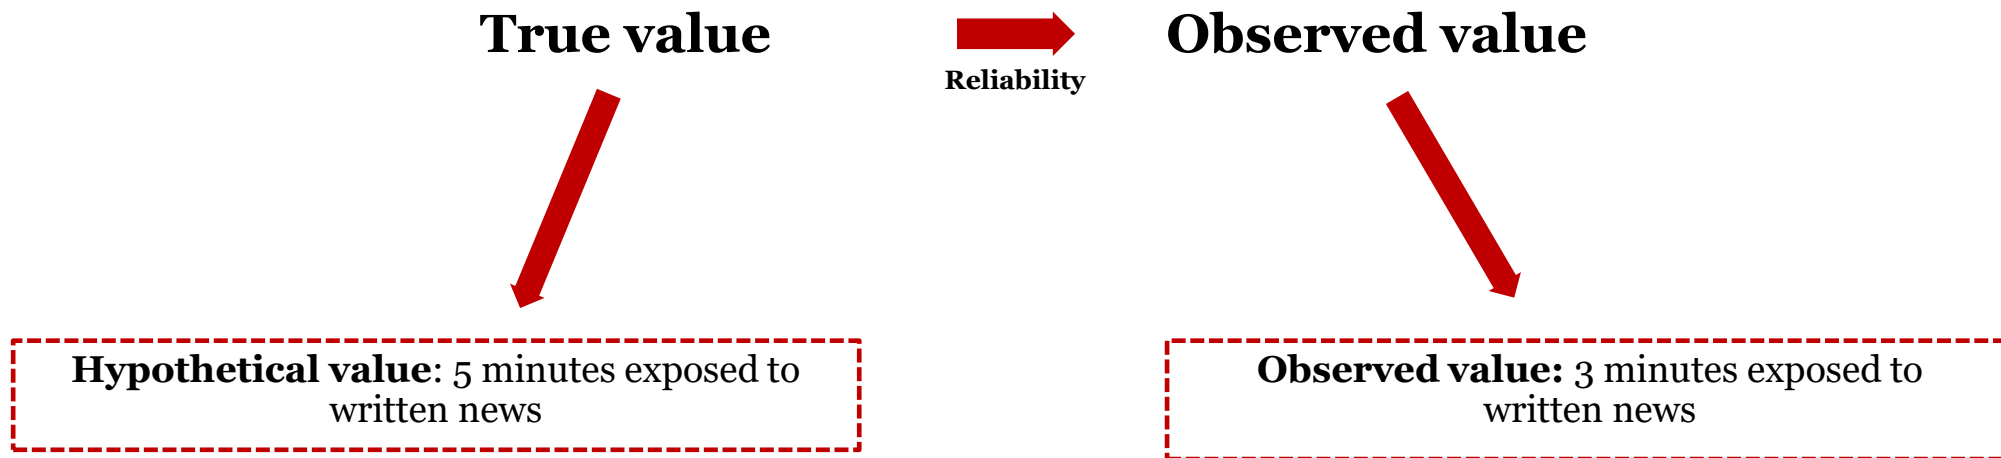 True value
Observed value
Reliability
Hypothetical value: 5 minutes exposed to
written news
Observed value: 3 minutes exposed to
written news